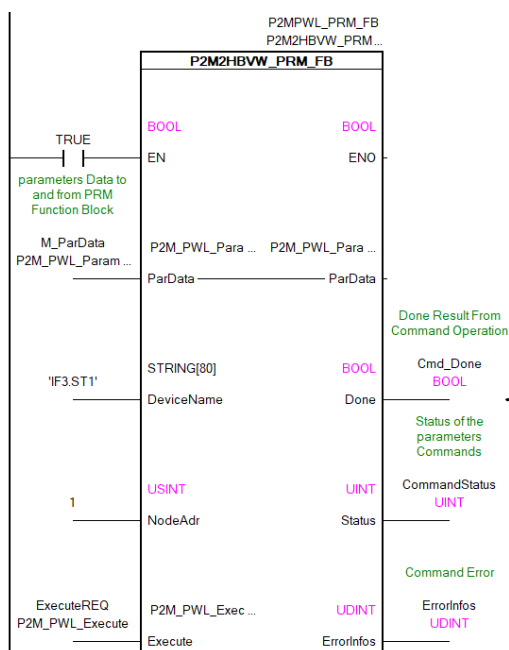 P2MPWL_PRM_FB
P2M2HBVW_PRM...
P2M2HBVW_PRM_FB
BOOL BOOL
TRUE
EN ENO
parameters Data to
and from PRM
Function Block
M_ParData
P2M_PWL_Param ...
P2M_PWL_Para ... P2M_PWL_Para ...
ParData ParData
Done Result From
Command Operation
STRING[80] BOOL
Cmd_Done
BOOL
'IF3.ST1'
DeviceName Done
Status of the
parameters
Commands
USINT UINT
CommandStatus
UINT
1
NodeAdr Status
Command Error
ExecuteREQ
P2M_PWL_Execute
P2M_PWL_Exec ... UDINT
ErrorInfos
UDINT
Execute ErrorInfos